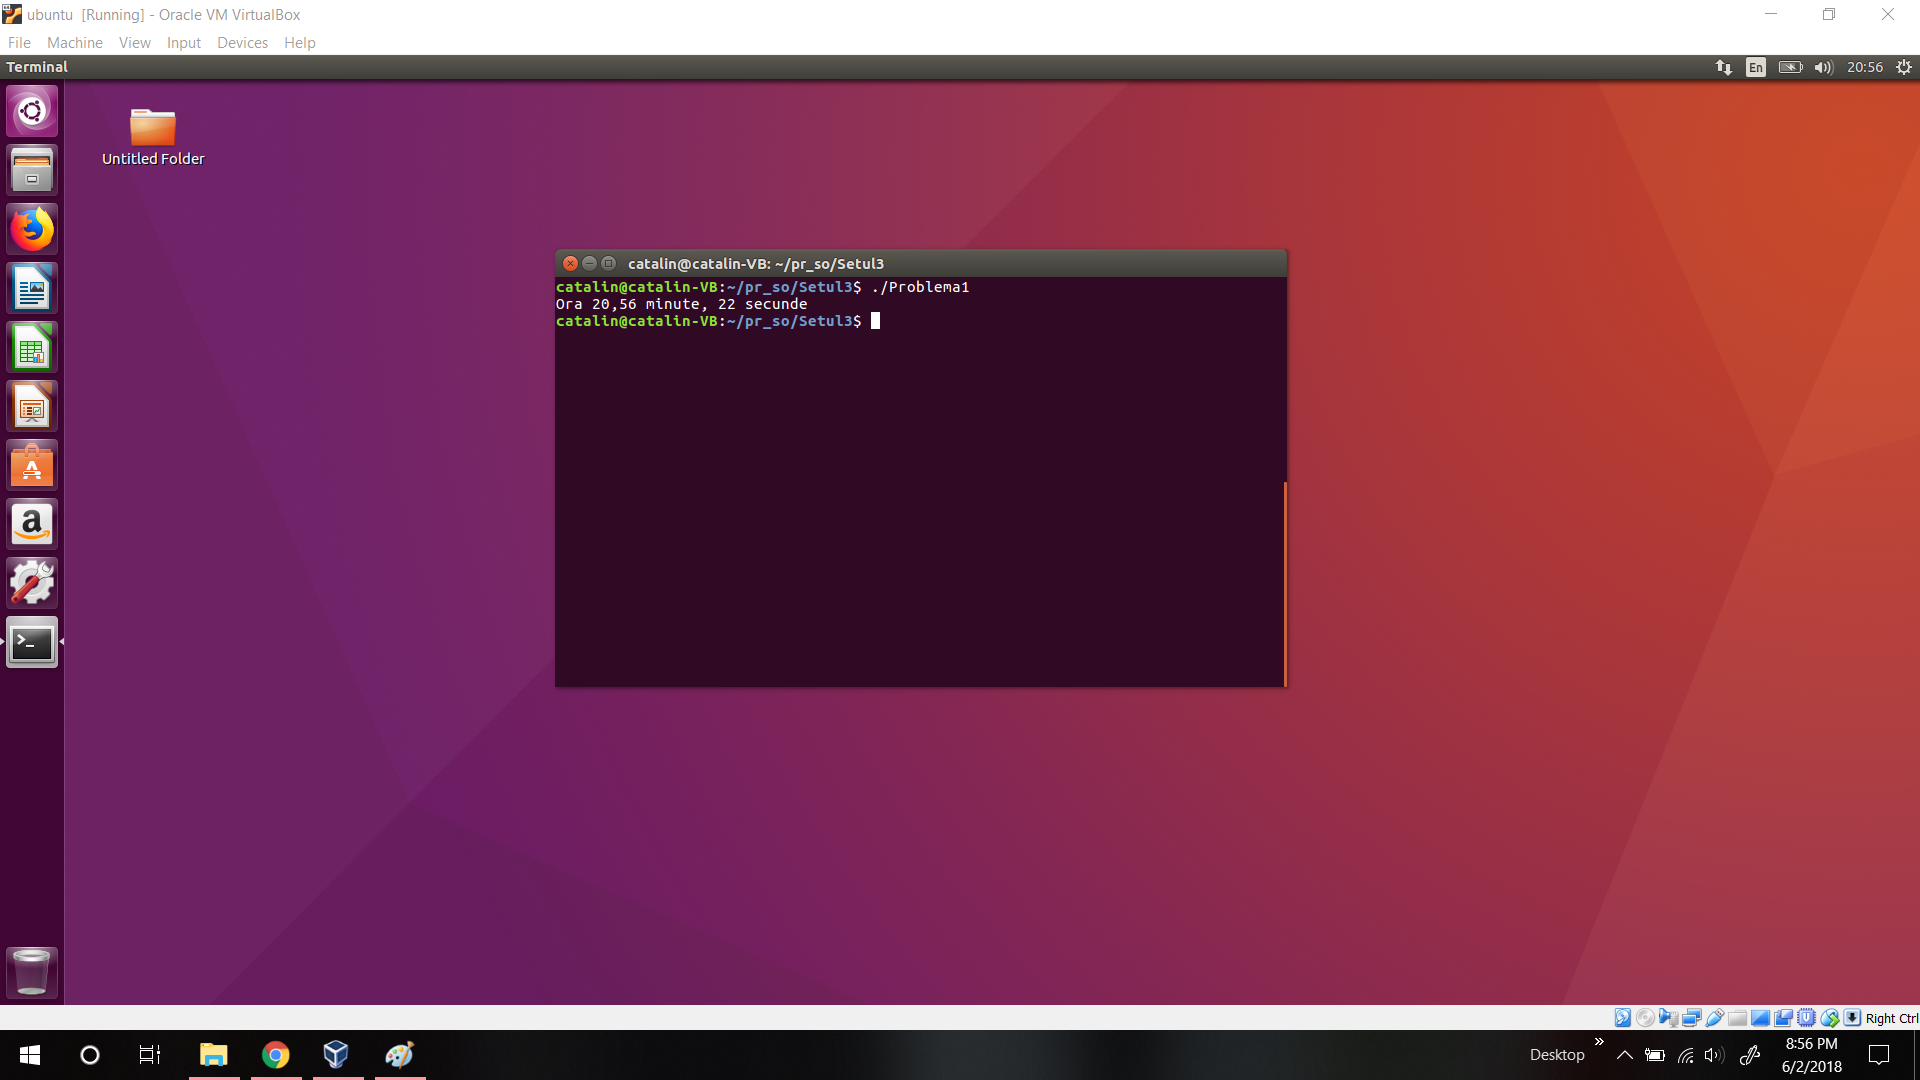 ubuntu [Running] - Oracle VM VirtualBox
File Machine View Input Devices Help
Terminal
En
20:56
Untitled Folder
catalin@catalin-VB: ~/pr_so/Setul3
catalin@catalin-VB:~/pr_so/Setul3$ ./Problema1
Ora 20,56 minute, 22 secunde
catalin@catalin-VB:~/pr_so/Setul3$
Right Ctrl
Desktop
8:56 PM
6/2/2018